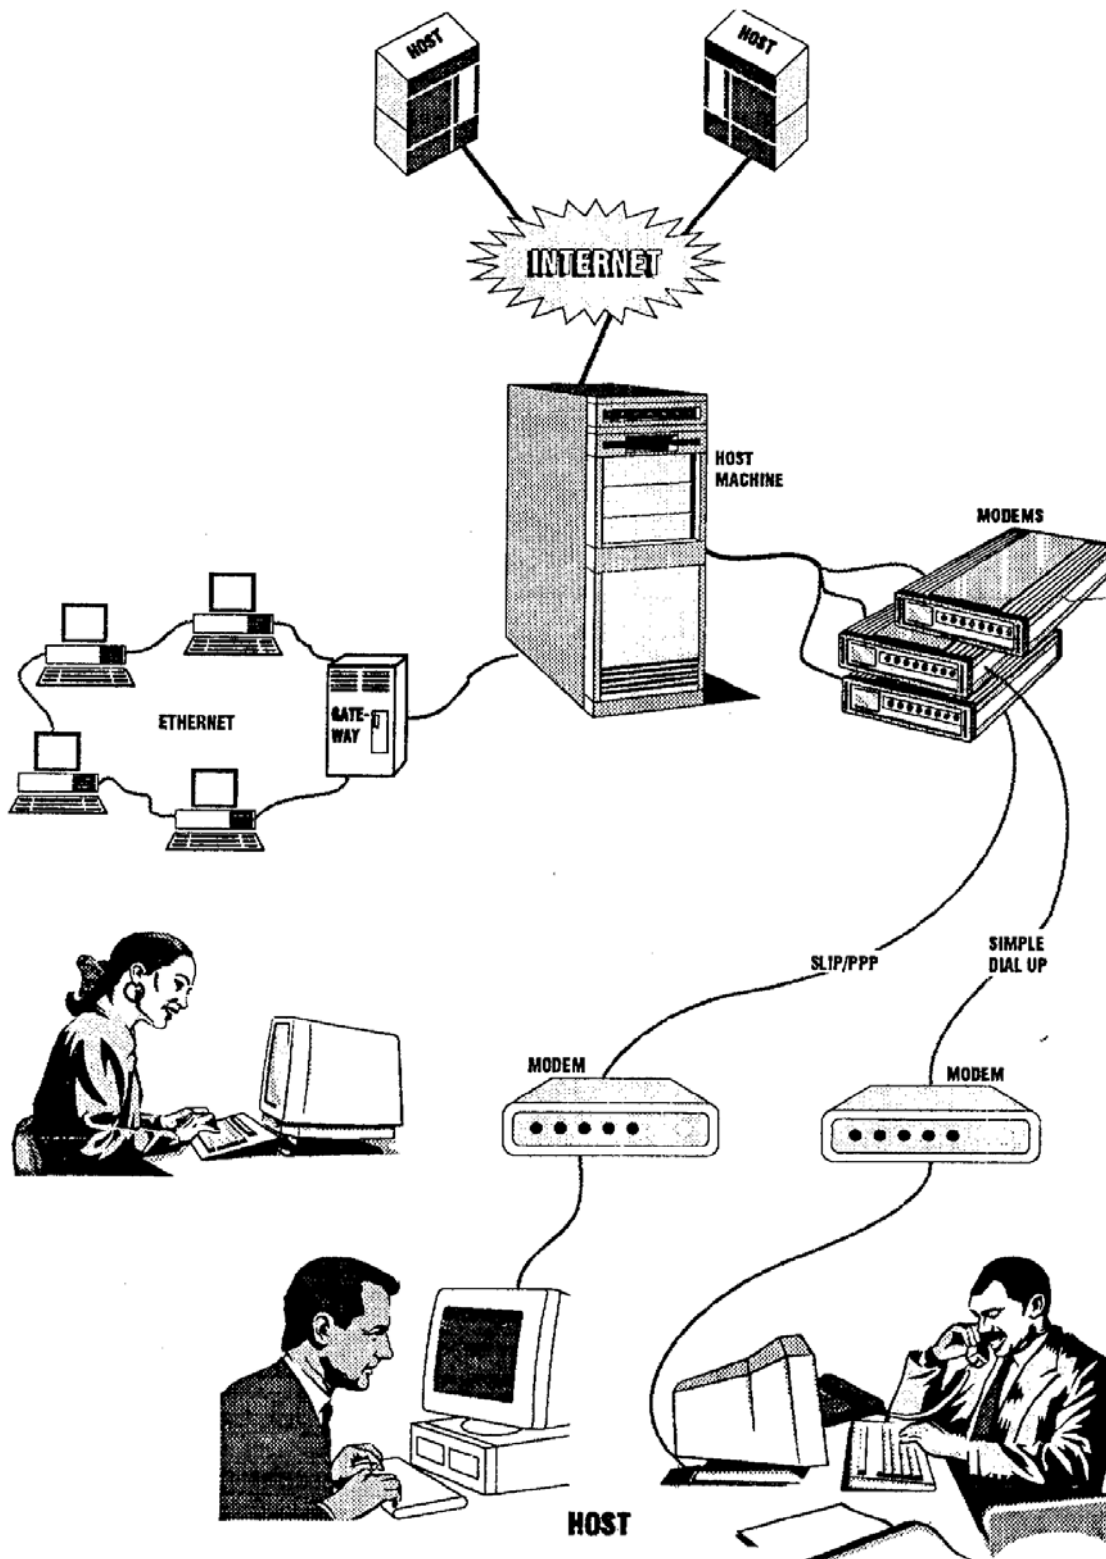 HOST
HOST
INTERNET
HOST
MACHINE
MODEMS
ETHERNET
GATE-
WAY
SLIP/PPP
SIMPLE
DIAL UP
MODEM
MODEM
HOST